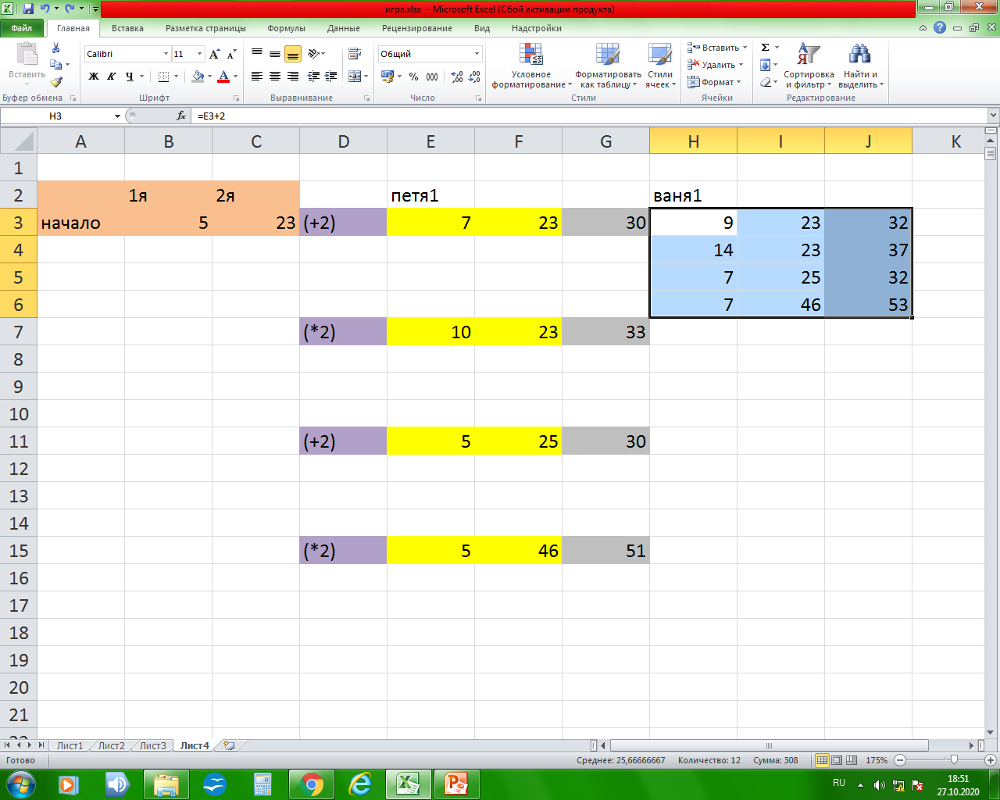 игра.xlsx - Microsoft Excel (Сбой активации продукта)
Файл Главная Вставка Разметка страницы Формулы Данные Рецензирование Вид Надстройки
Вставить
Буфер обмена
Calibri 11
Ж К Ч
Шрифт
Выравнивание
Общий
% 000
Число
Условное форматирование
Форматировать как таблицу
Стили ячеек
Стили
Вставить
Удалить
Формат
Ячейки
Сортировка и фильтр
Найти и выделить
Редактирование
H3 fx =E3+2
A B C D E F G H I J K
1
2 1я 2я петя1 ваня1
3 начало 5 23 (+2) 7 23 30 9 23 32
4 14 23 37
5 7 25 32
6 7 46 53
7 (*2) 10 23 33
8
9
10
11 (+2) 5 25 30
12
13
14
15 (*2) 5 46 51
16
17
18
19
20
21
Лист1 Лист2 Лист3 Лист4
Готово Среднее: 25,66666667 Количество: 12 Сумма: 308 175%
RU 18:51
27.10.2020